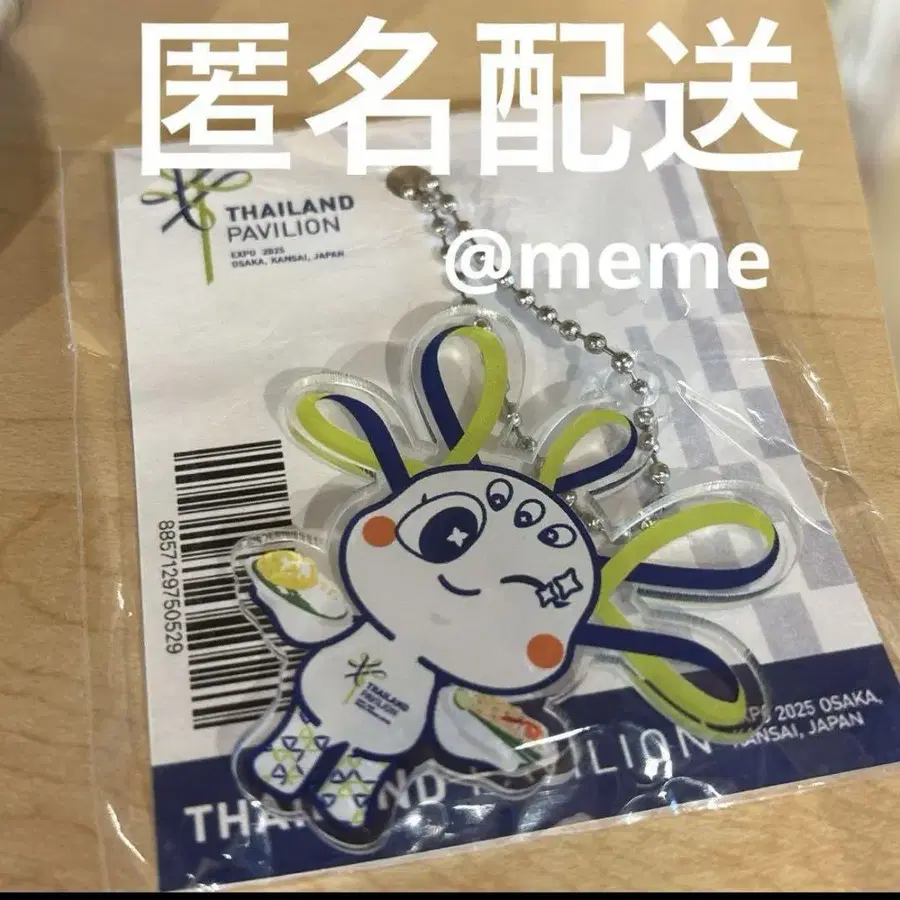 匿名配送
@meme
THAILAND
PAVILION
EXPO 2025
OSAKA, KANSAI, JAPAN
8857129750529
THAILAND
PAVILION
EXPO 2025 OSAKA,
KANSAI, JAPAN
PAVILION